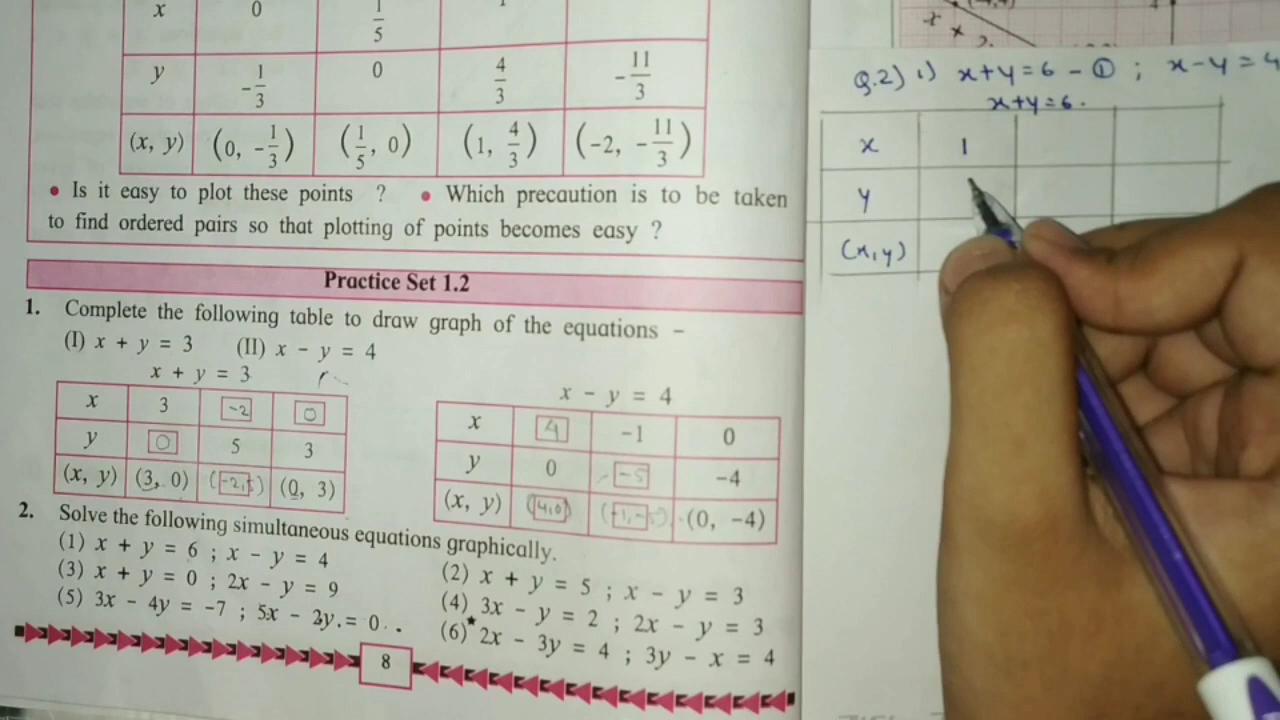 x 0 1/5 1
y -1/3 0 4/3 -11/3
(x, y) (0, -1/3) (1/5, 0) (1, 4/3) (-2, -11/3)
• Is it easy to plot these points ? • Which precaution is to be taken
to find ordered pairs so that plotting of points becomes easy ?
Practice Set 1.2
1. Complete the following table to draw graph of the equations -
(I) x + y = 3 (II) x - y = 4
x + y = 3
x 3 -2 0
y 0 5 3
(x, y) (3, 0) (-2,5) (0, 3)
x - y = 4
x 4 -1 0
y 0 -5 -4
(x, y) (4,0) (-1,-5) (0, -4)
2. Solve the following simultaneous equations graphically.
(1) x + y = 6 ; x - y = 4
(2) x + y = 5 ; x - y = 3
(3) x + y = 0 ; 2x - y = 9
(4) 3x - y = 2 ; 2x - y = 3
(5) 3x - 4y = -7 ; 5x - 2y = 0
(6)* 2x - 3y = 4 ; 3y - x = 4
8
Q.2) 1) x+y=6 - ① ; x-y=4
x+y=6.
x 1
y
(x,y)